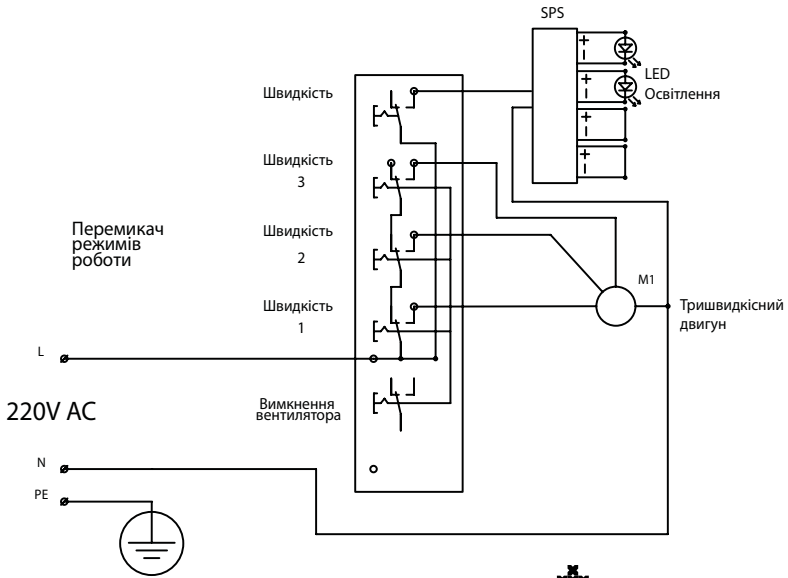 SPS
LED
Освітлення
Швидкість
Швидкість
3
Перемикач
режимів
роботи
Швидкість
2
M1
Тришвидкісний
двигун
Швидкість
1
L
220V AC
Вимкнення
вентилятора
N
PE
+
−
+
−
+
−
+
−